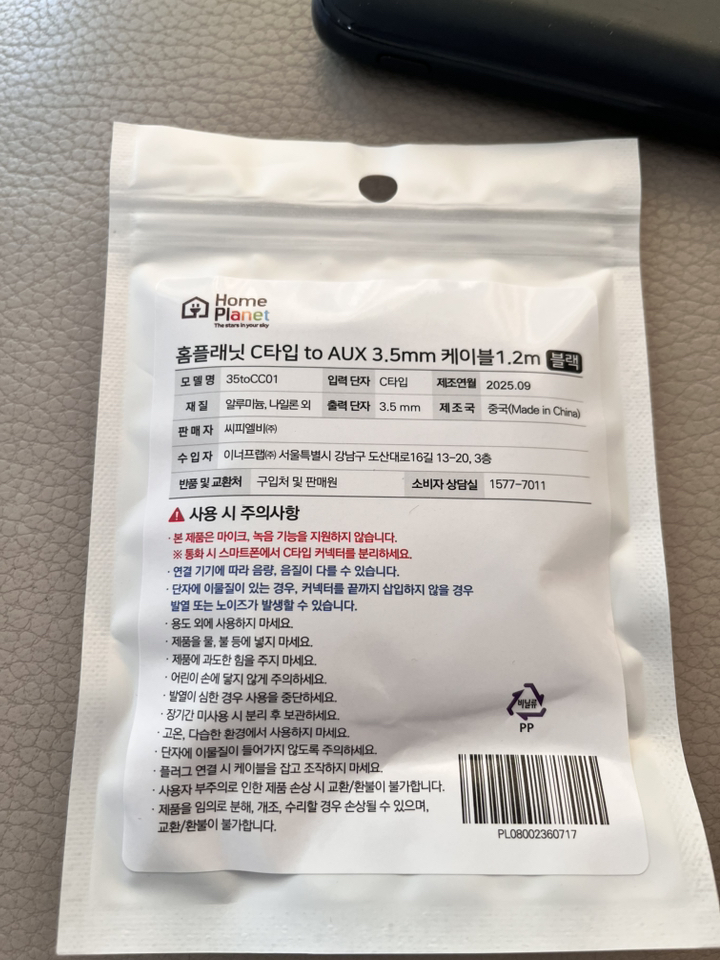 Home
Planet
The stars in your sky
홈플래닛 C타입 to AUX 3.5mm 케이블1.2m 블랙
모델명 35toCC01 입력 단자 C타입 제조연월 2025.09
재질 알루미늄, 나일론 외 출력 단자 3.5 mm 제조국 중국(Made in China)
판매자 씨피엘비㈜
수입자 이너프랩㈜ 서울특별시 강남구 도산대로16길 13-20, 3층
반품 및 교환처 구입처 및 판매원 소비자 상담실 1577-7011
사용 시 주의사항
· 본 제품은 마이크, 녹음 기능을 지원하지 않습니다.
※ 통화 시 스마트폰에서 C타입 커넥터를 분리하세요.
· 연결 기기에 따라 음량, 음질이 다를 수 있습니다.
· 단자에 이물질이 있는 경우, 커넥터를 끝까지 삽입하지 않을 경우
발열 또는 노이즈가 발생할 수 있습니다.
· 용도 외에 사용하지 마세요.
· 제품을 물, 불 등에 넣지 마세요.
· 제품에 과도한 힘을 주지 마세요.
· 어린이 손에 닿지 않게 주의하세요.
· 발열이 심한 경우 사용을 중단하세요.
· 장기간 미사용 시 분리 후 보관하세요.
· 고온, 다습한 환경에서 사용하지 마세요.
· 단자에 이물질이 들어가지 않도록 주의하세요.
· 플러그 연결 시 케이블을 잡고 조작하지 마세요.
· 사용자 부주의로 인한 제품 손상 시 교환/환불이 불가합니다.
· 제품을 임의로 분해, 개조, 수리할 경우 손상될 수 있으며,
교환/환불이 불가합니다.
비닐류
PP
PL08002360717